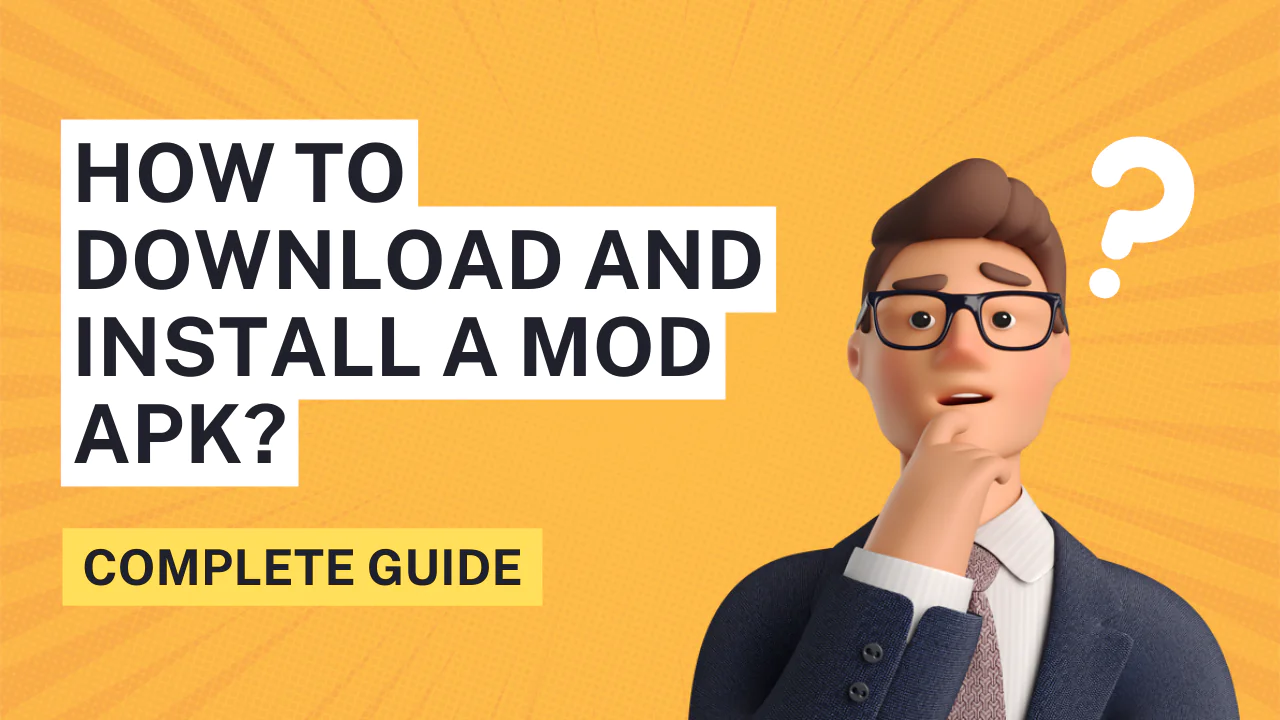 HOW TO
DOWNLOAD AND
INSTALL A MOD
APK?
COMPLETE GUIDE